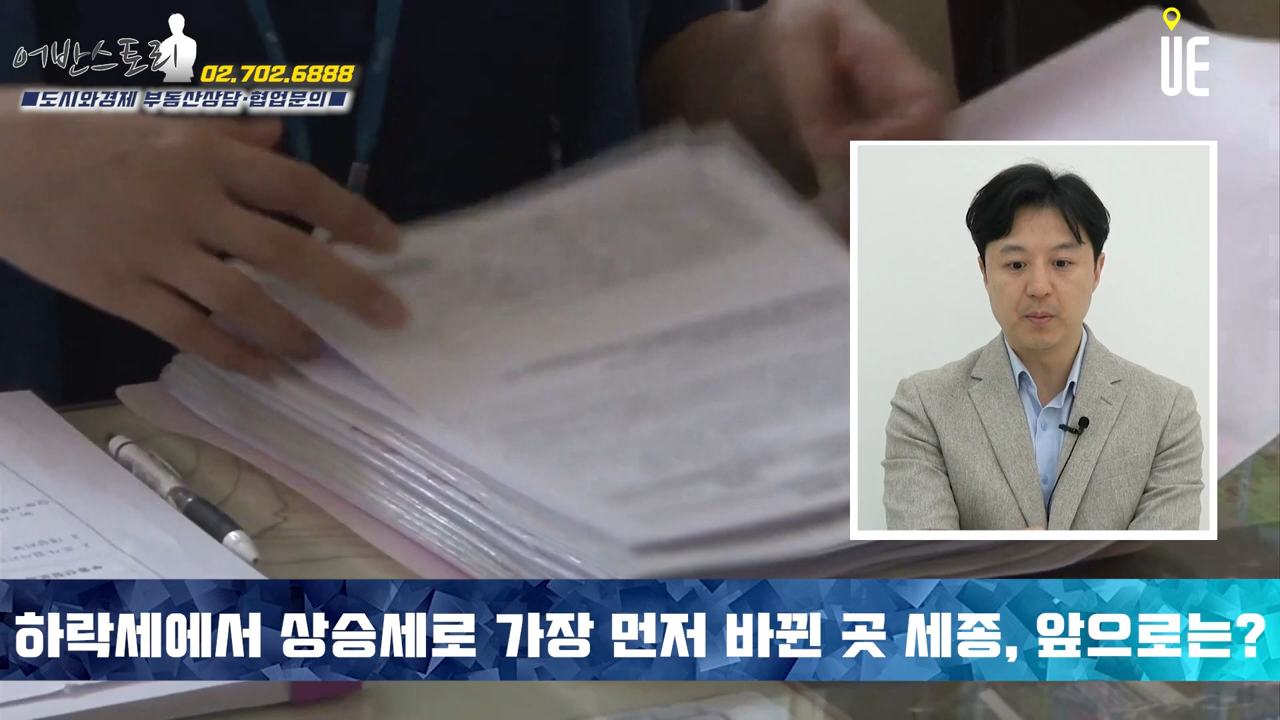 어반스토리
02.702.6888
■도시와경제 부동산상담·협업문의■
UE
하락세에서 상승세로 가장 먼저 바뀐 곳 세종, 앞으로는?